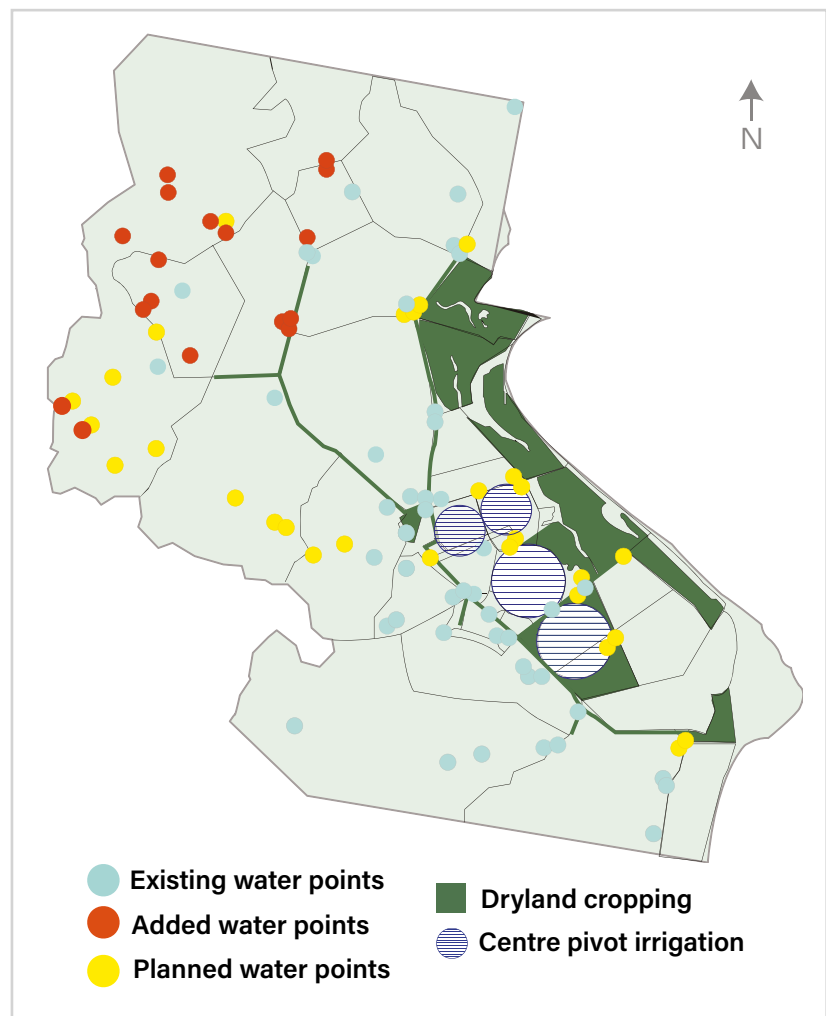 N
Existing water points
Added water points
Planned water points
Dryland cropping
Centre pivot irrigation